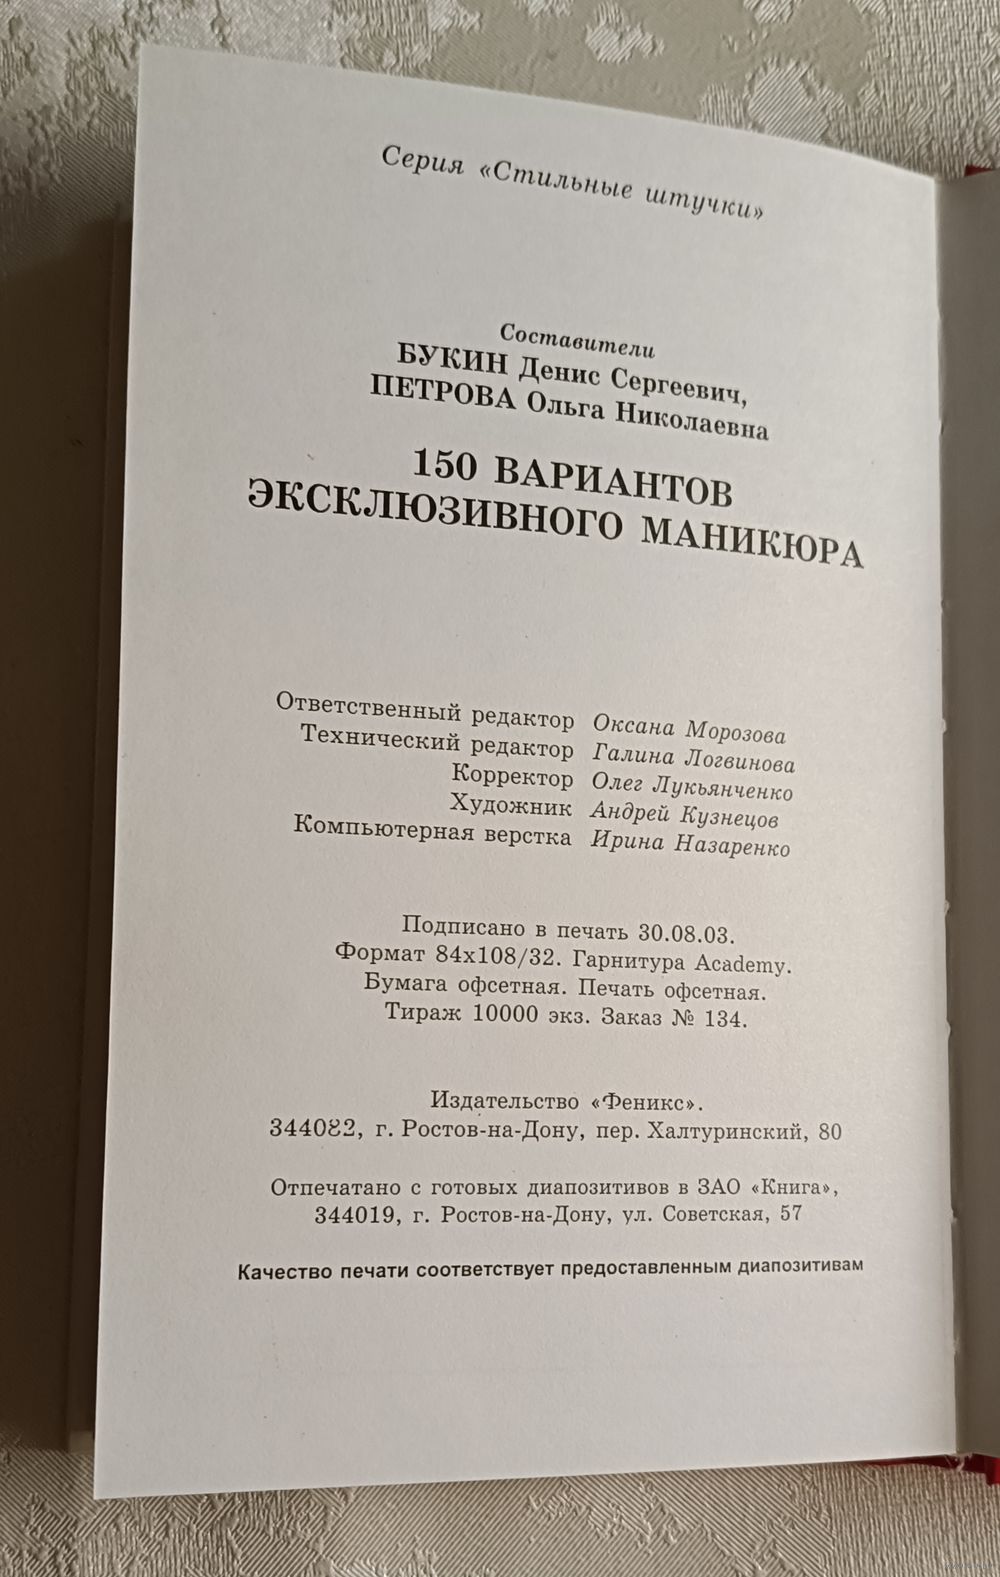 Серия «Стильные штучки»
Составители
БУКИН Денис Сергеевич,
ПЕТРОВА Ольга Николаевна
150 ВАРИАНТОВ
ЭКСКЛЮЗИВНОГО МАНИКЮРА
Ответственный редактор Оксана Морозова
Технический редактор Галина Логвинова
Корректор Олег Лукьянченко
Художник Андрей Кузнецов
Компьютерная верстка Ирина Назаренко
Подписано в печать 30.08.03.
Формат 84х108/32. Гарнитура Academy.
Бумага офсетная. Печать офсетная.
Тираж 10000 экз. Заказ № 134.
Издательство «Феникс».
344082, г. Ростов-на-Дону, пер. Халтуринский, 80
Отпечатано с готовых диапозитивов в ЗАО «Книга»,
344019, г. Ростов-на-Дону, ул. Советская, 57
Качество печати соответствует предоставленным диапозитивам